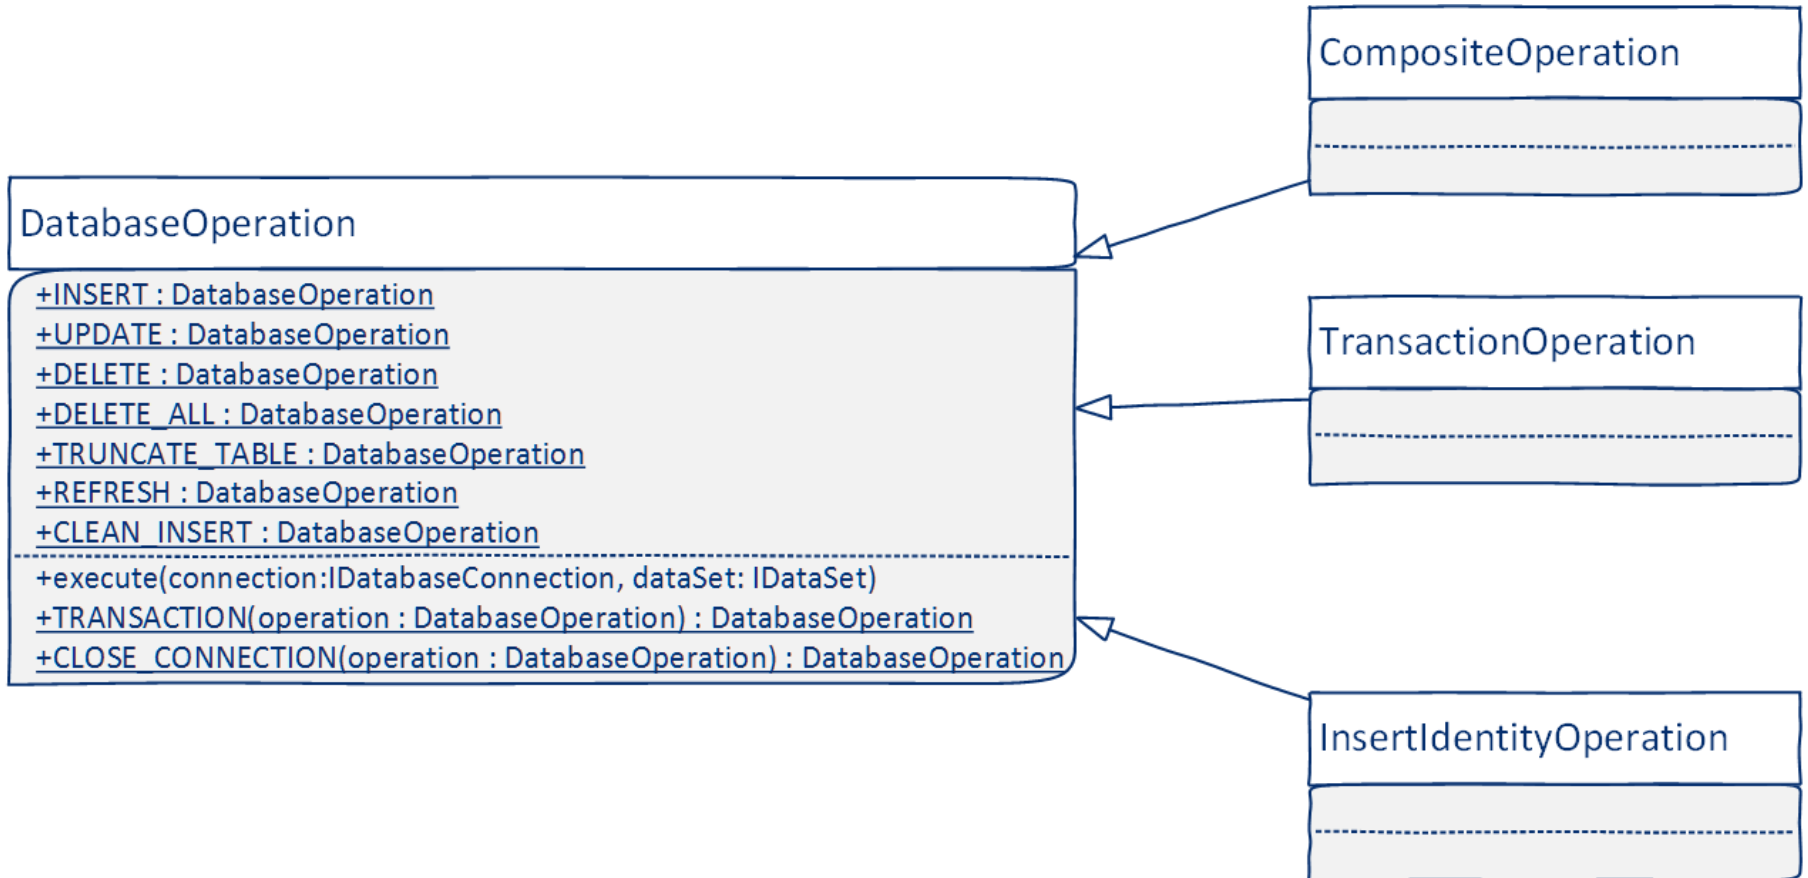 CompositeOperation
DatabaseOperation
+INSERT : DatabaseOperation
+UPDATE : DatabaseOperation
+DELETE : DatabaseOperation
+DELETE_ALL : DatabaseOperation
+TRUNCATE_TABLE : DatabaseOperation
+REFRESH : DatabaseOperation
+CLEAN_INSERT : DatabaseOperation
+execute(connection:IDatabaseConnection, dataSet: IDataSet)
+TRANSACTION(operation : DatabaseOperation) : DatabaseOperation
+CLOSE_CONNECTION(operation : DatabaseOperation) : DatabaseOperation
TransactionOperation
InsertIdentityOperation